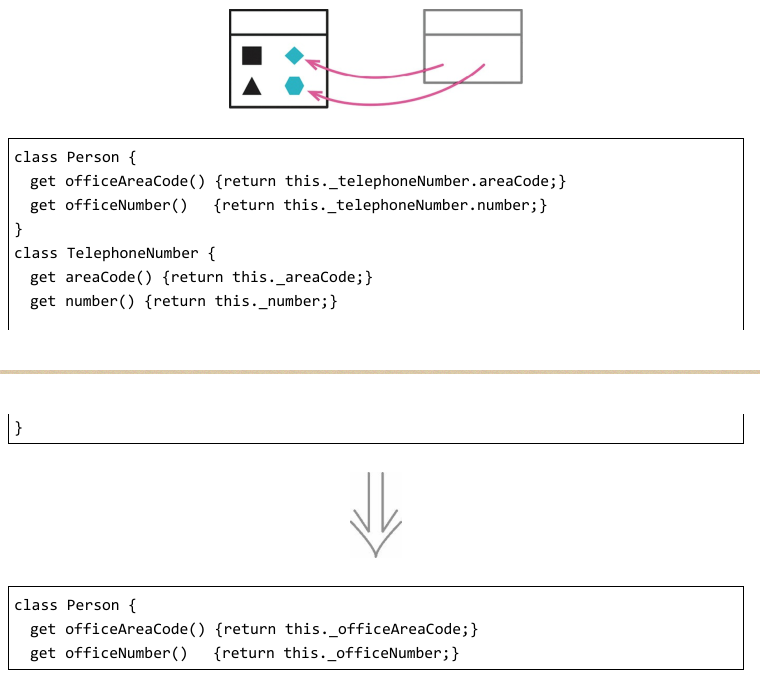 class Person {
  get officeAreaCode() {return this._telephoneNumber.areaCode;}
  get officeNumber()   {return this._telephoneNumber.number;}
}
class TelephoneNumber {
  get areaCode() {return this._areaCode;}
  get number() {return this._number;}
}
class Person {
  get officeAreaCode() {return this._officeAreaCode;}
  get officeNumber()   {return this._officeNumber;}